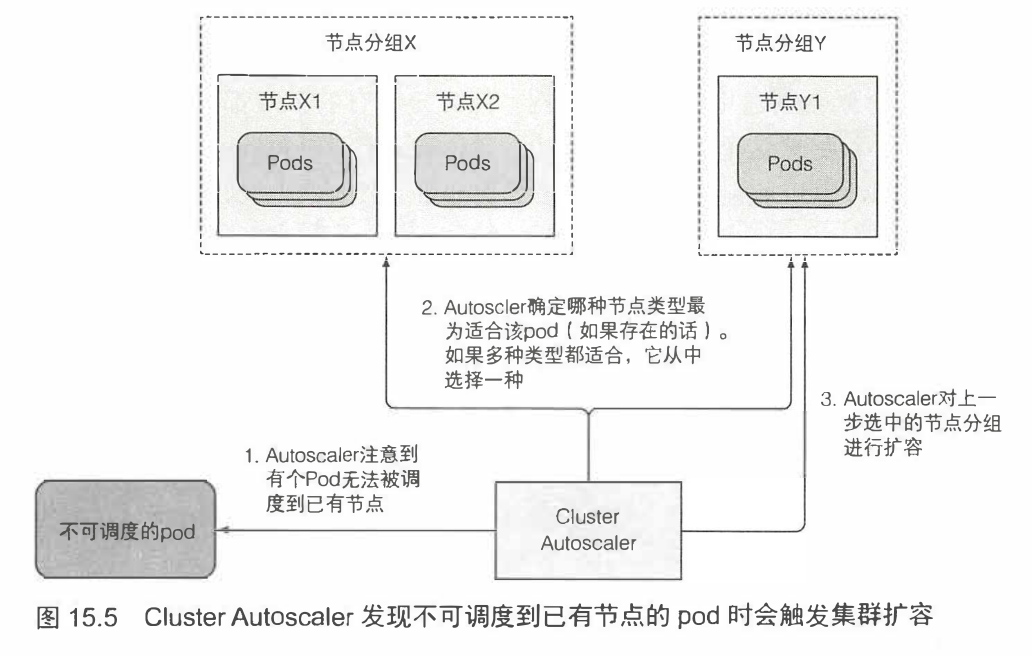 节点分组X
节点分组Y
节点X1
节点X2
节点Y1
Pods
Pods
Pods
2. Autoscler确定哪种节点类型最
为适合该pod（如果存在的话）。
如果多种类型都适合，它从中
选择一种
3. Autoscaler对上一
步选中的节点分组
进行扩容
1. Autoscaler注意到
有个Pod无法被调
度到已有节点
不可调度的pod
Cluster
Autoscaler
图 15.5 Cluster Autoscaler 发现不可调度到已有节点的 pod 时会触发集群扩容